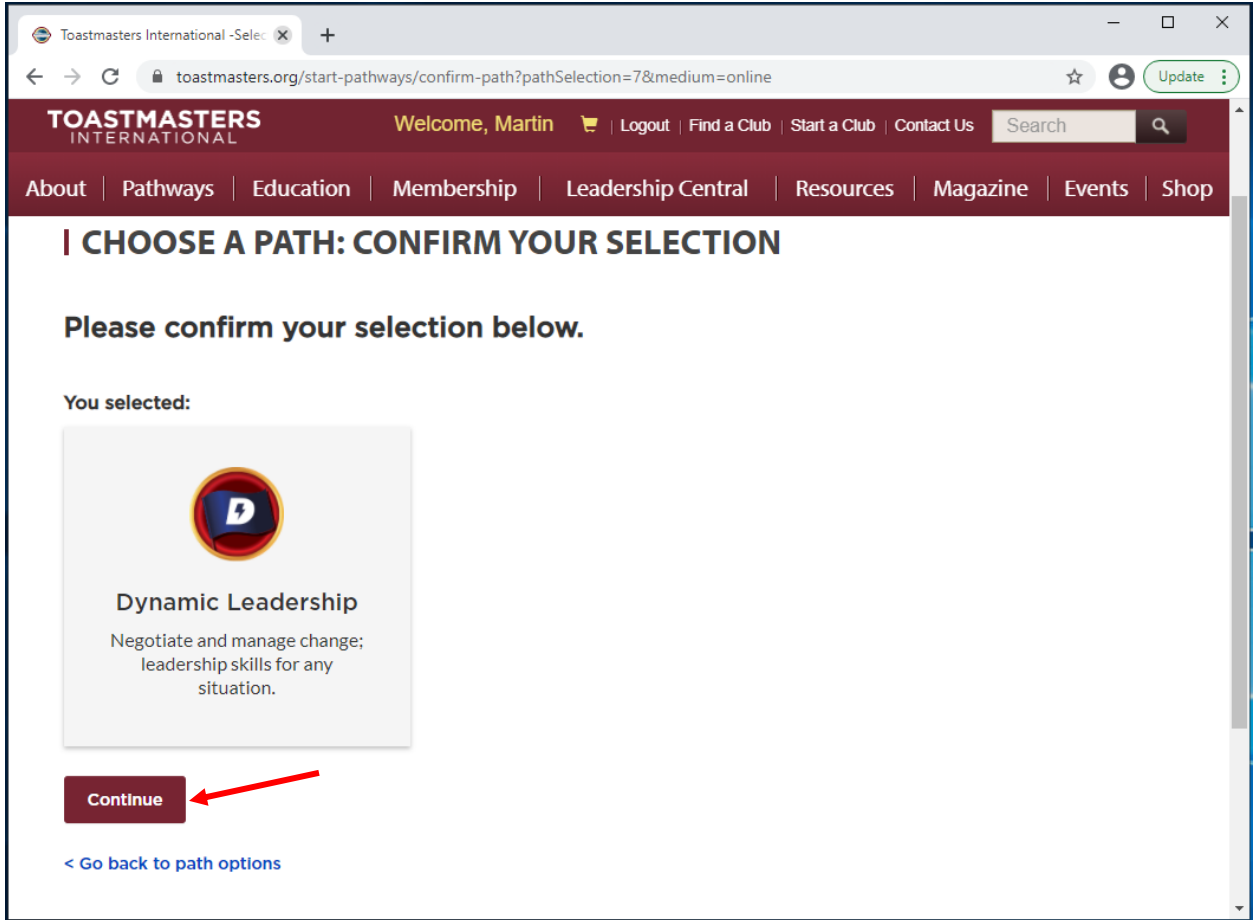 Toastmasters International -Selec
toastmasters.org/start-pathways/confirm-path?pathSelection=7&medium=online
Update
TOASTMASTERS
INTERNATIONAL
Welcome, Martin | Logout | Find a Club | Start a Club | Contact Us Search
About | Pathways | Education | Membership | Leadership Central | Resources | Magazine | Events | Shop
CHOOSE A PATH: CONFIRM YOUR SELECTION
Please confirm your selection below.
You selected:
D
Dynamic Leadership
Negotiate and manage change;
leadership skills for any
situation.
Continue
< Go back to path options